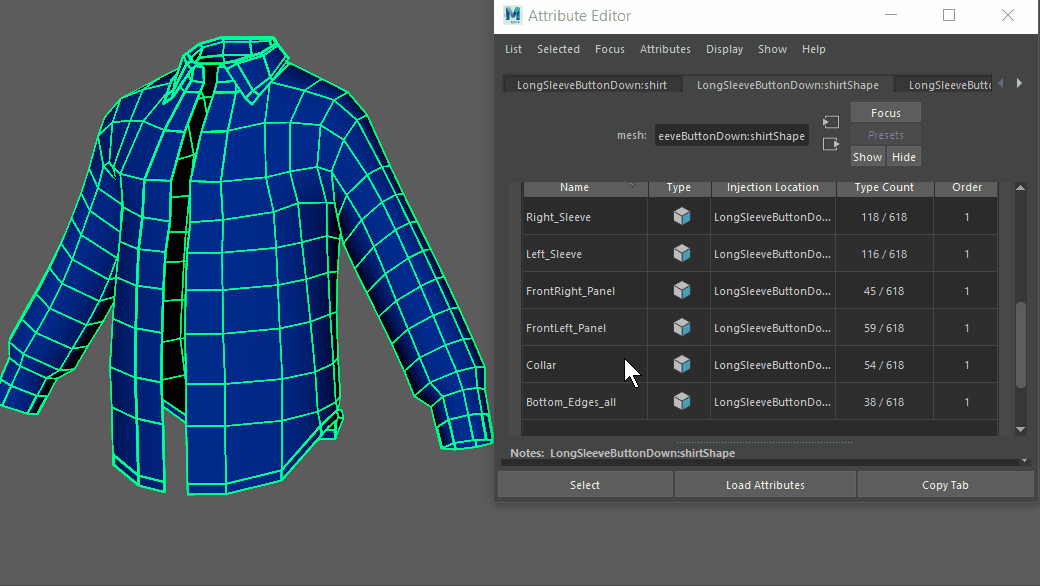 M Attribute Editor
List Selected Focus Attributes Display Show Help
LongSleeveButtonDown:shirt LongSleeveButtonDown:shirtShape LongSleeveButto
Focus
mesh: eeveButtonDown:shirtShape Presets
Show Hide
Name Type Injection Location Type Count Order
Right_Sleeve LongSleeveButtonDo... 118 / 618 1
Left_Sleeve LongSleeveButtonDo... 116 / 618 1
FrontRight_Panel LongSleeveButtonDo... 45 / 618 1
FrontLeft_Panel LongSleeveButtonDo... 59 / 618 1
Collar LongSleeveButtonDo... 54 / 618 1
Bottom_Edges_all LongSleeveButtonDo... 38 / 618 1
Notes: LongSleeveButtonDown:shirtShape
Select Load Attributes Copy Tab